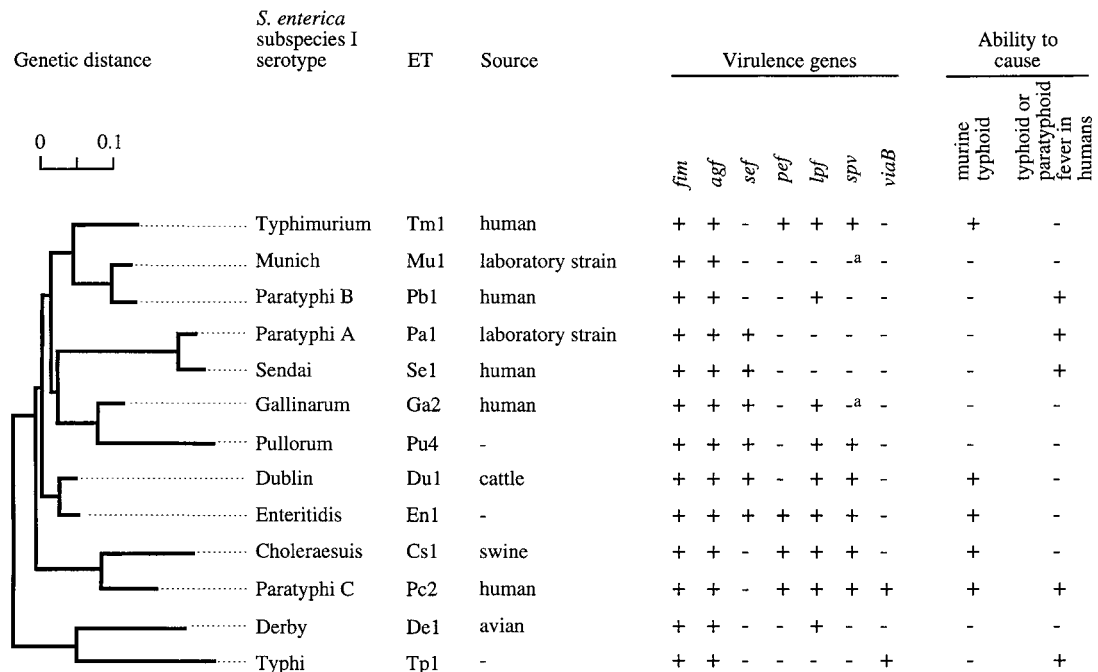 Genetic distance
S. enterica
subspecies I
serotype
ET
Source
Virulence genes
Ability to
cause
0 0.1
fim agf sef pef lpf spv viaB
murine
typhoid
typhoid or
paratyphoid
fever in
humans
Typhimurium Tm1 human + + - + + + - + -
Munich Mu1 laboratory strain + + - - - -a - - -
Paratyphi B Pb1 human + + - - + - - - +
Paratyphi A Pa1 laboratory strain + + + - - - - - +
Sendai Se1 human + + + - - - - - +
Gallinarum Ga2 human + + + - + -a - - -
Pullorum Pu4 - + + + - + + - - -
Dublin Du1 cattle + + + - + + - + -
Enteritidis En1 - + + + + + + - + -
Choleraesuis Cs1 swine + + - + + + - + -
Paratyphi C Pc2 human + + - + + + + + +
Derby De1 avian + + - - + - - - -
Typhi Tp1 - + + - - - - + - +